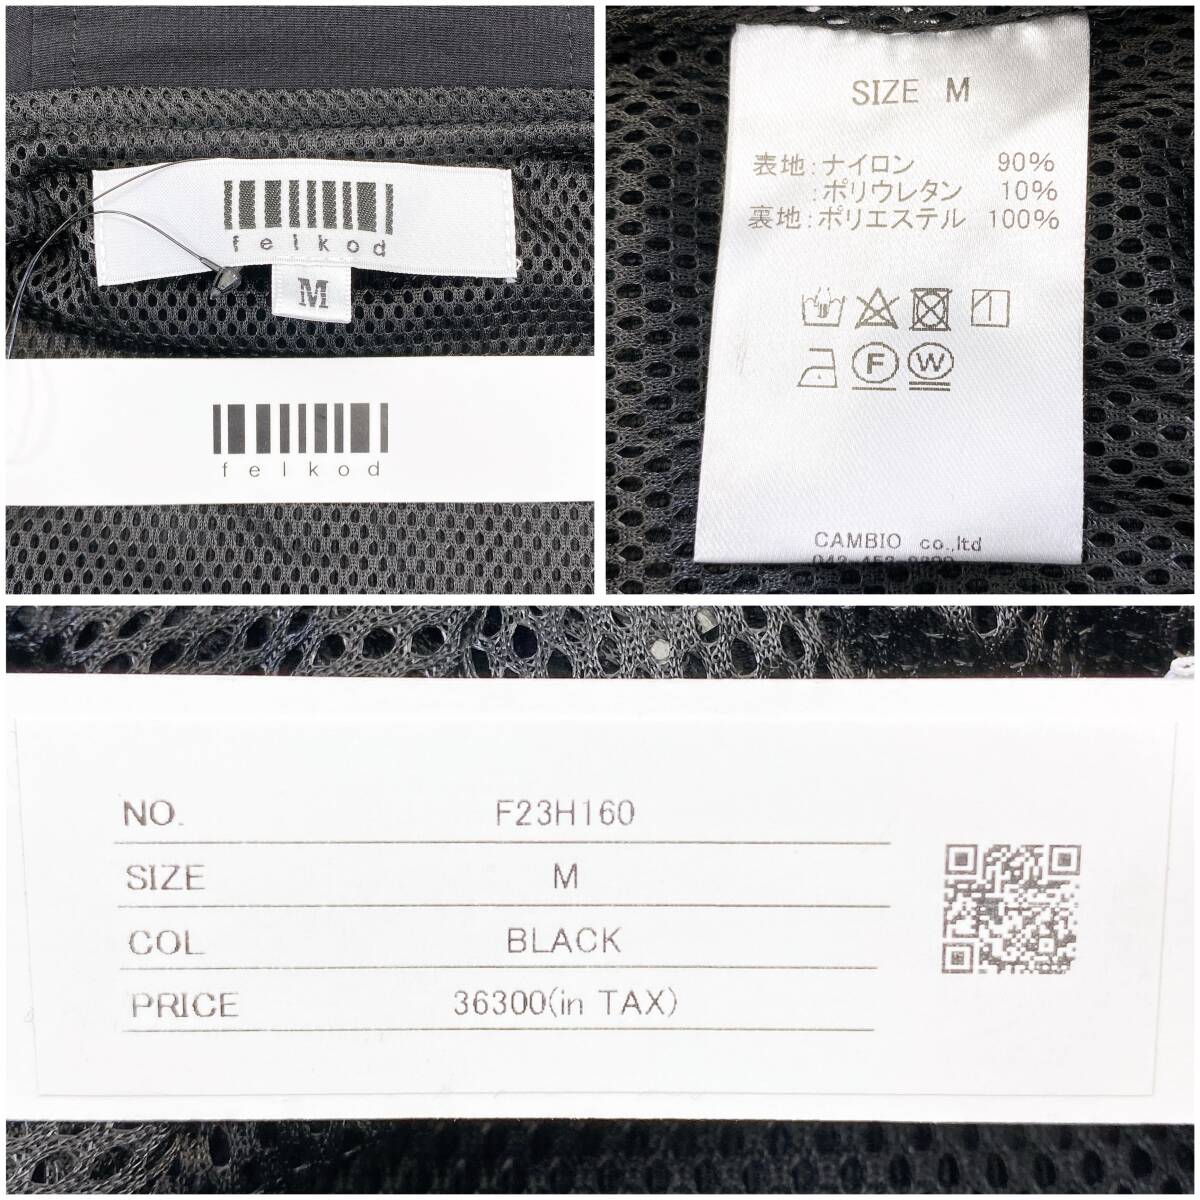 felkod
M
felkod
SIZE M
表地:ナイロン 90%
:ポリウレタン 10%
裏地:ポリエステル 100%
F
W
CAMBIO co.,ltd
NO. F23H160
SIZE M
COL BLACK
PRICE 36300(in TAX)